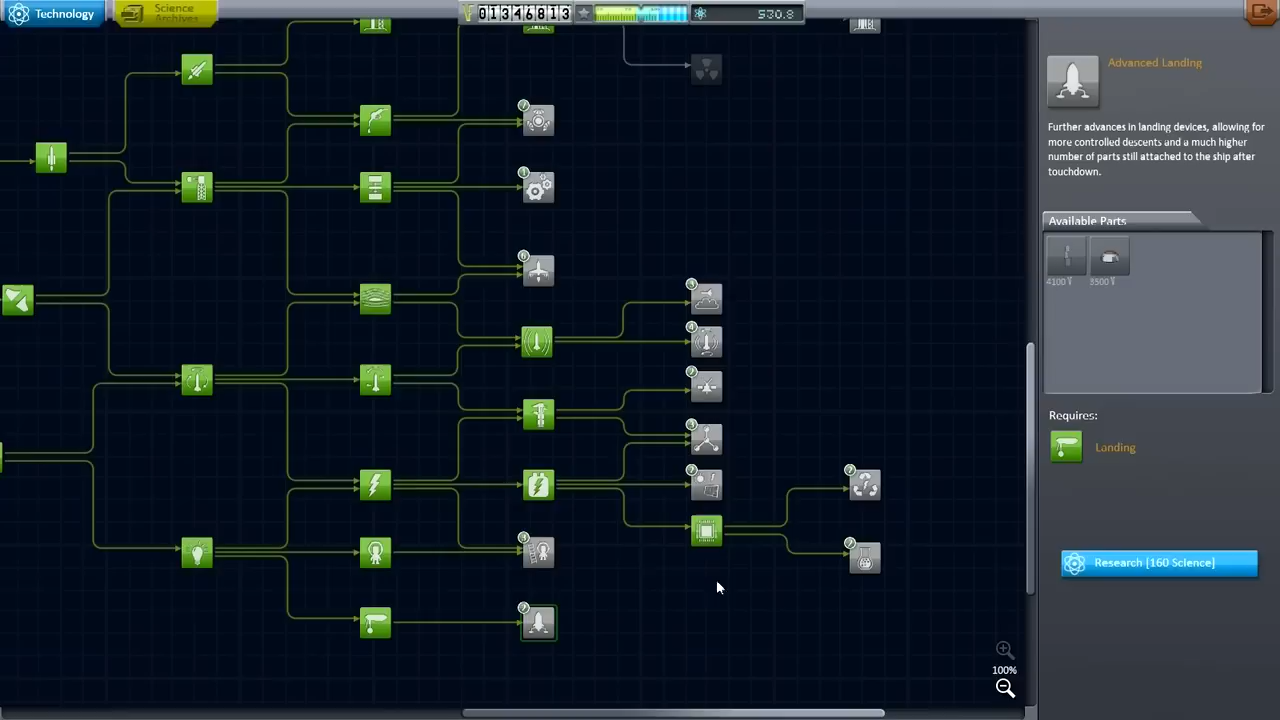 Technology
Science
Archives
01346813
530.8
Advanced Landing
Further advances in landing devices, allowing for
more controlled descents and a much higher
number of parts still attached to the ship after
touchdown.
Available Parts
4100
3500
Requires:
Landing
Research [160 Science]
100%